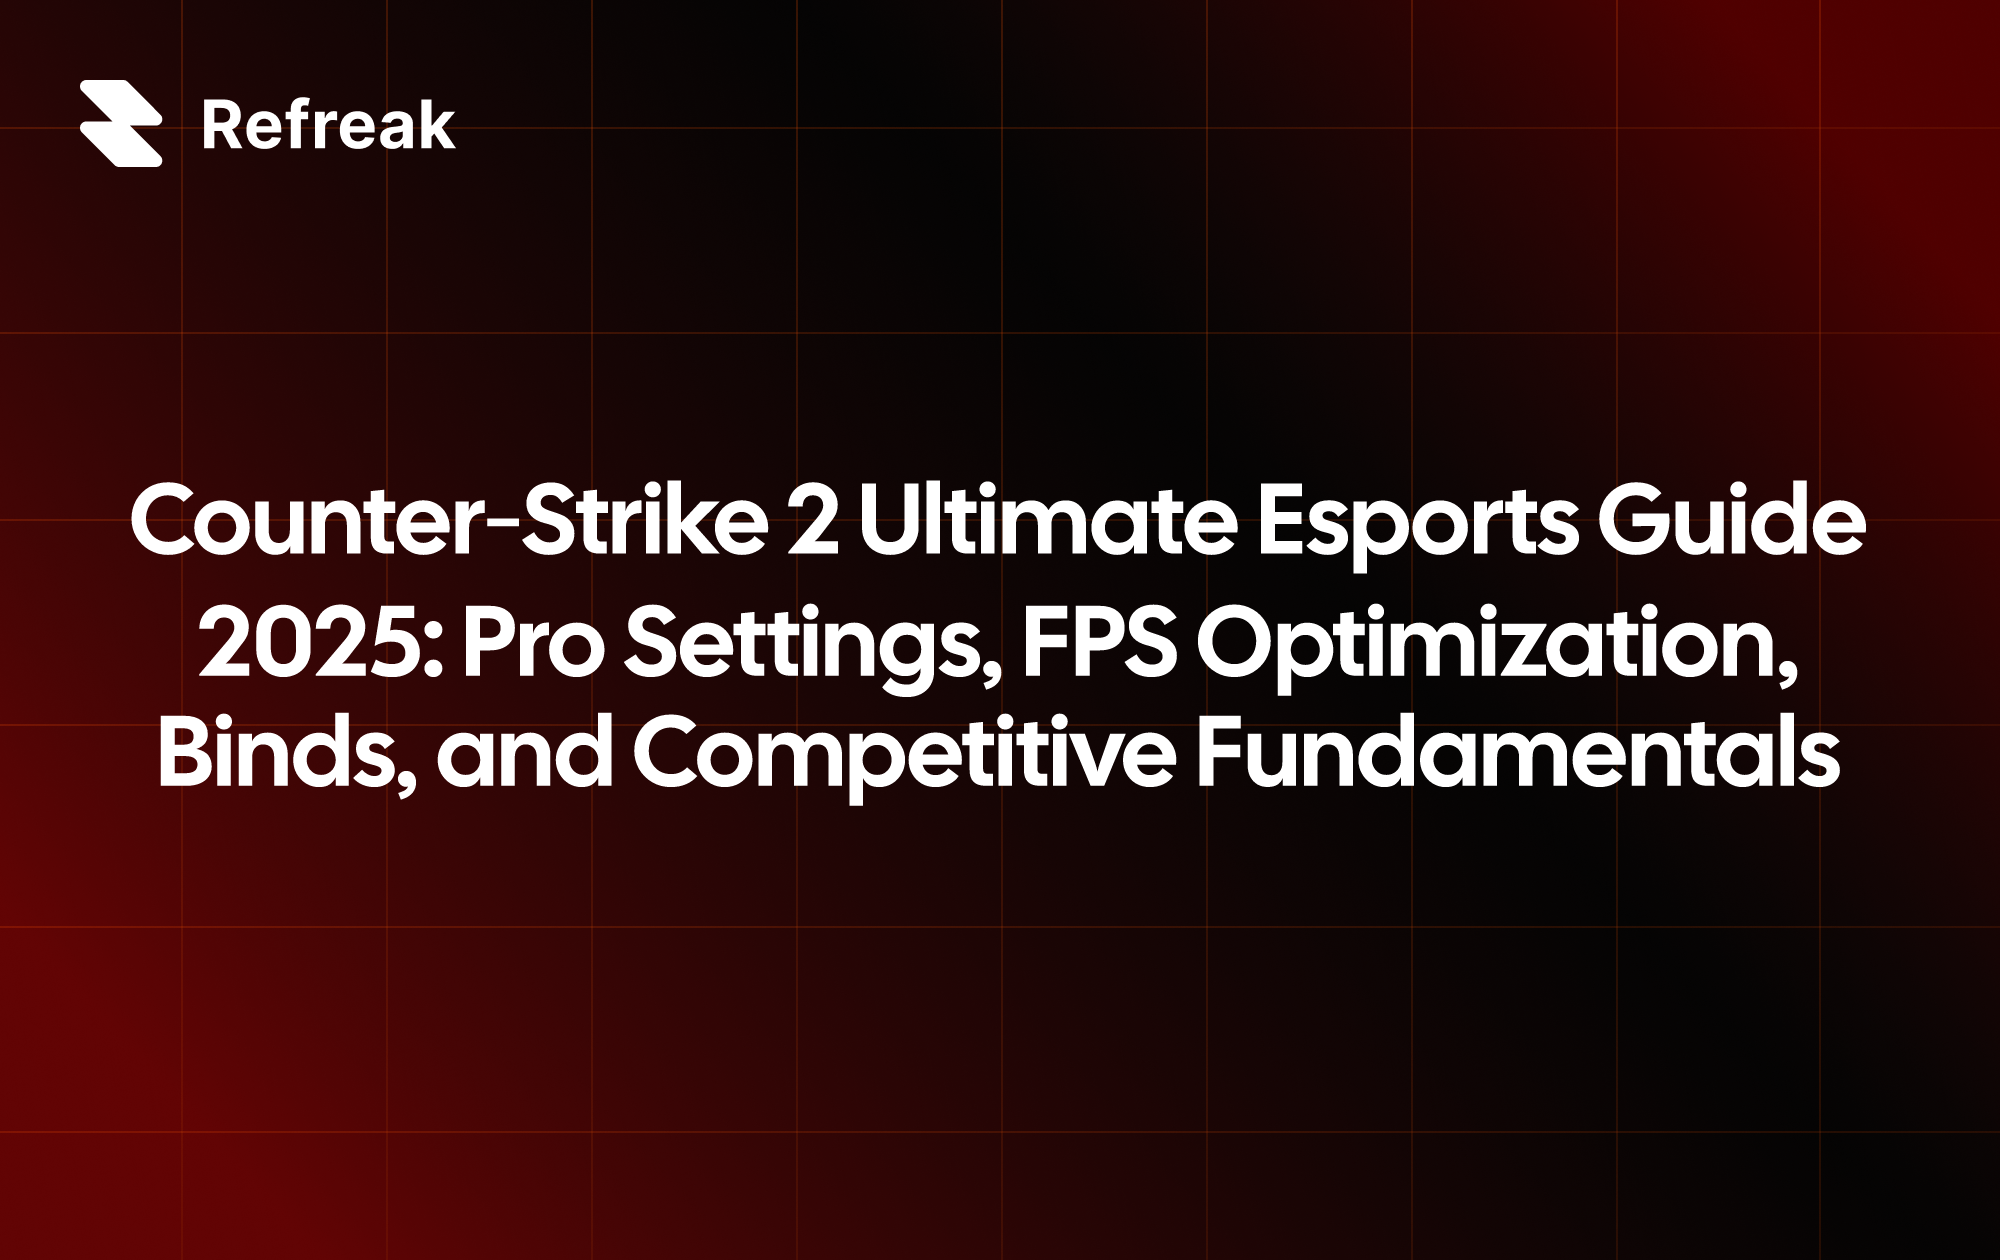 Refreak
Counter-Strike 2 Ultimate Esports Guide
2025: Pro Settings, FPS Optimization,
Binds, and Competitive Fundamentals